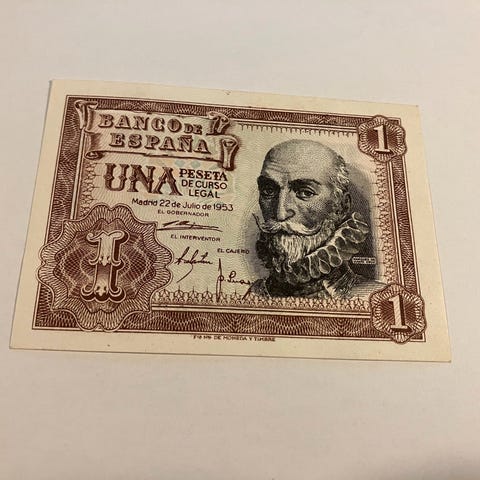 BANCO DE
ESPAÑA
1
UNA PESETA
DE CURSO
LEGAL
Madrid 22 de Julio de 1953
EL GOBERNADOR
EL INTERVENTOR
EL CAJERO
1
1
DE MONEDA Y TIMBRE